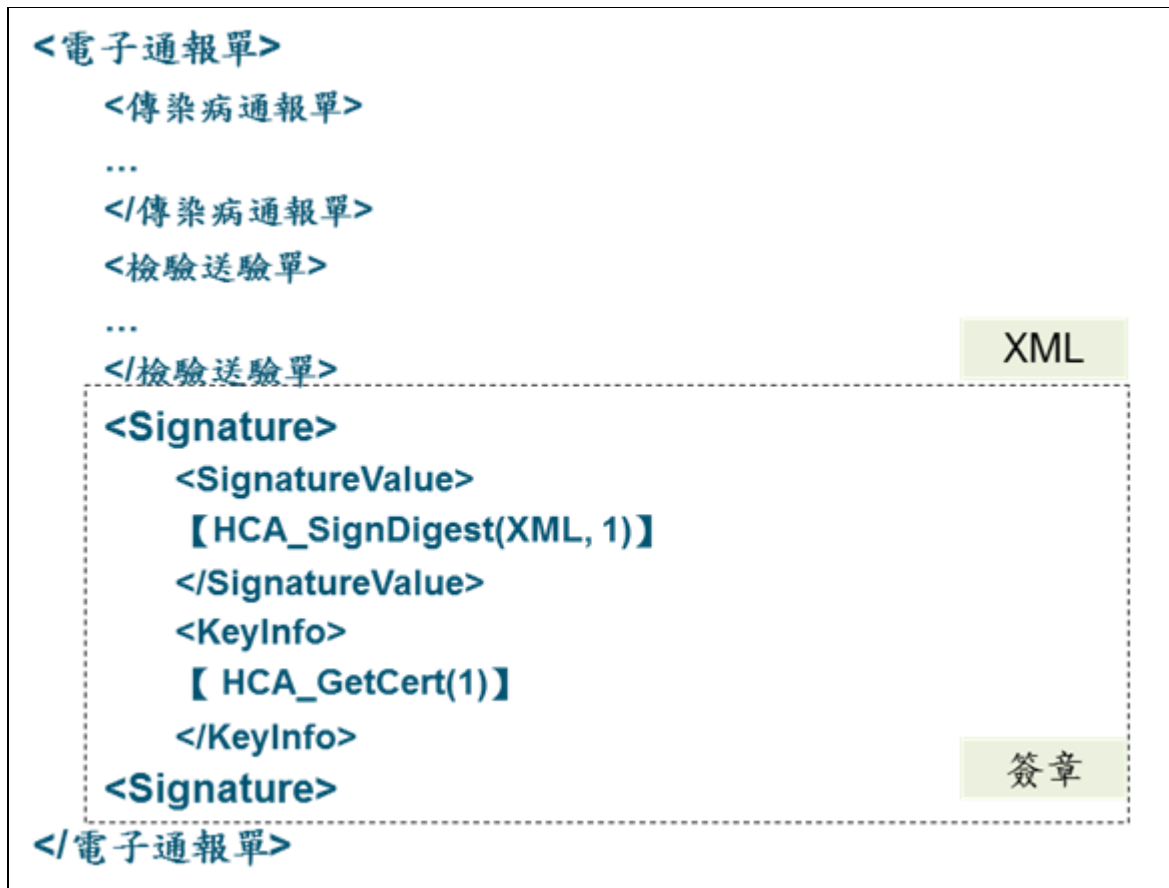 <電子通報單>
<傳染病通報單>
...
</傳染病通報單>
<檢驗送驗單>
...
</檢驗送驗單>
XML
<Signature>
<SignatureValue>
【HCA_SignDigest(XML, 1)】
</SignatureValue>
<KeyInfo>
【 HCA_GetCert(1)】
</KeyInfo>
<Signature>
簽章
</電子通報單>